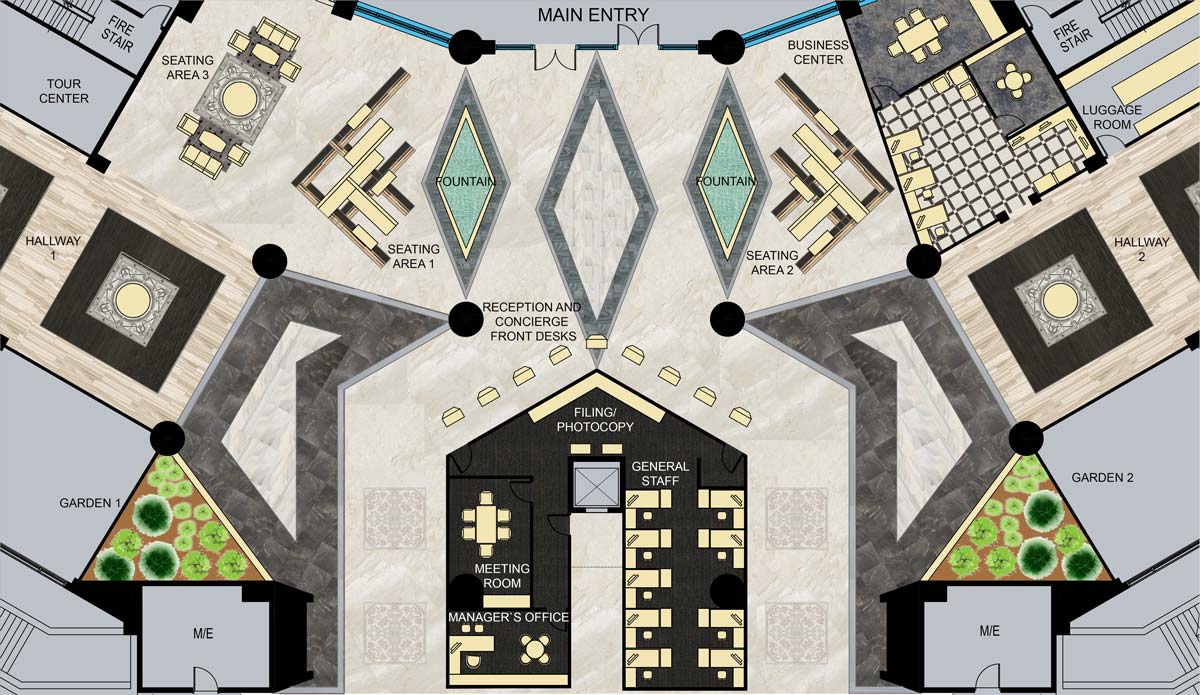 MAIN ENTRY
FIRE
STAIR
SEATING
AREA 3
TOUR
CENTER
BUSINESS
CENTER
FIRE
STAIR
LUGGAGE
ROOM
FOUNTAIN
FOUNTAIN
HALLWAY
1
SEATING
AREA 1
SEATING
AREA 2
HALLWAY
2
RECEPTION AND
CONCIERGE
FRONT DESKS
FILING/
PHOTOCOPY
GENERAL
STAFF
GARDEN 1
GARDEN 2
MEETING
ROOM
MANAGER`S OFFICE
M/E
M/E